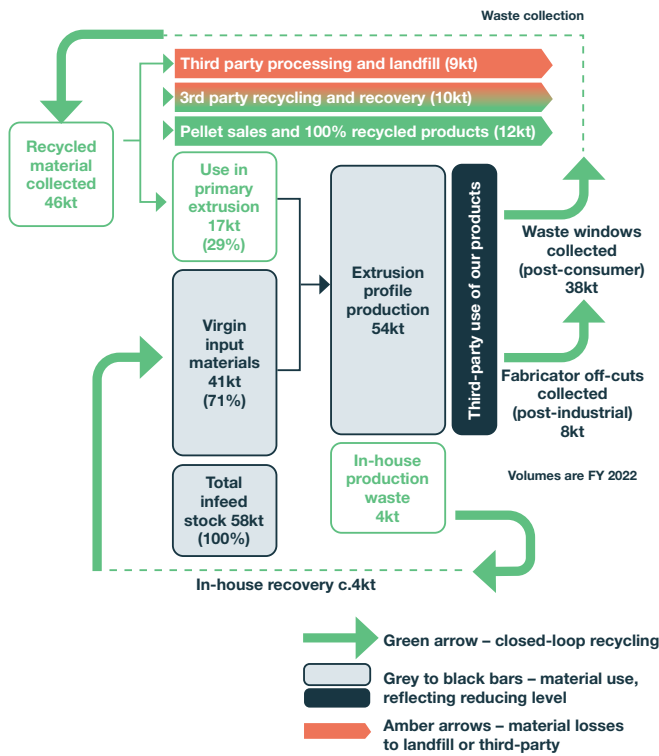 Waste collection
Third party processing and landfill (9kt)
3rd party recycling and recovery (10kt)
Pellet sales and 100% recycled products (12kt)
Recycled
material
collected
46kt
Use in
primary
extrusion
17kt
(29%)
Virgin
input
materials
41kt
(71%)
Total
infeed
stock 58kt
(100%)
Extrusion
profile
production
54kt
In-house
production
waste
4kt
Third-party use of our products
Waste windows
collected
(post-consumer)
38kt
Fabricator off-cuts
collected
(post-industrial)
8kt
Volumes are FY 2022
In-house recovery c.4kt
Green arrow – closed-loop recycling
Grey to black bars – material use,
reflecting reducing level
Amber arrows – material losses
to landfill or third-party